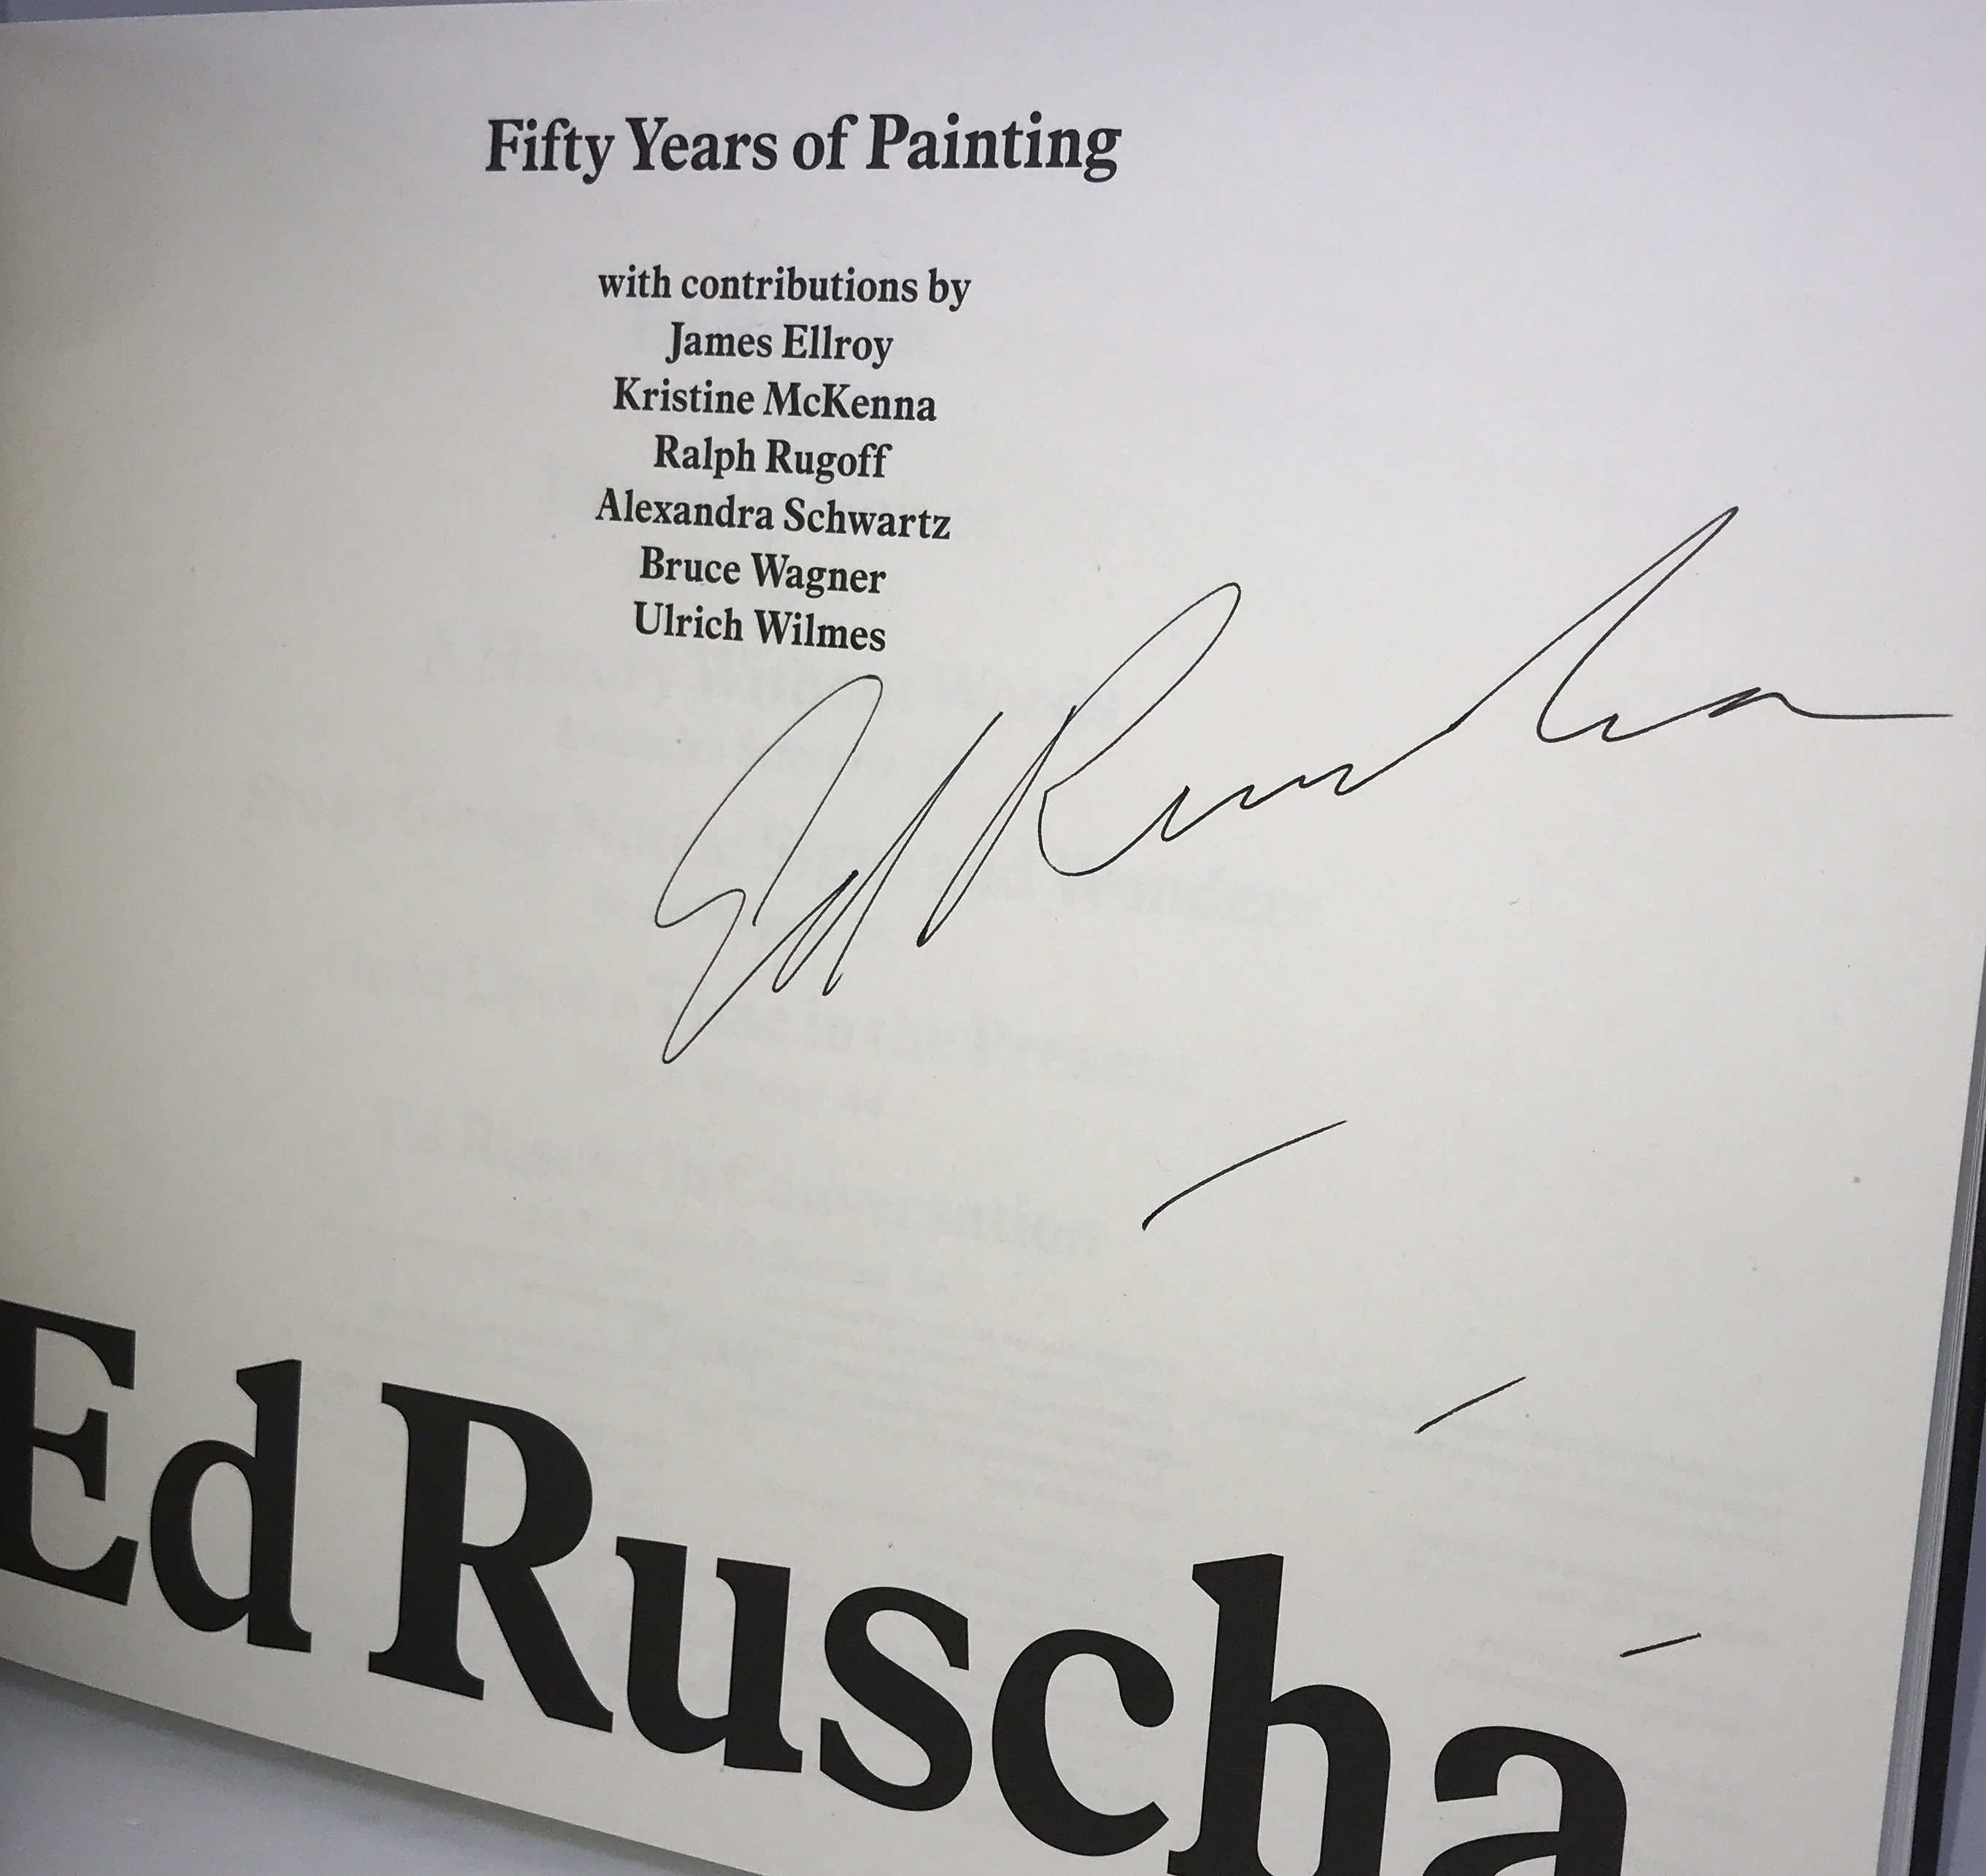 Fifty Years of Painting
with contributions by
James Ellroy
Kristine McKenna
Ralph Rugoff
Alexandra Schwartz
Bruce Wagner
Ulrich Wilmes
Ed Ruscha
Ed Ruscha